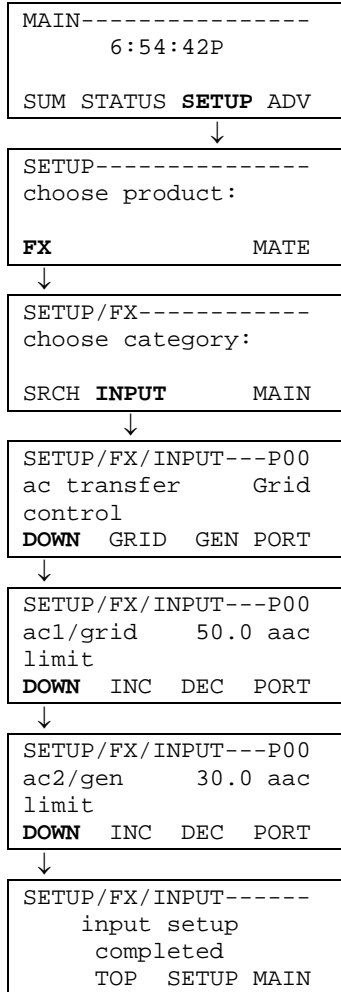 MAIN----------------
6:54:42P
SUM STATUS SETUP ADV
↓
SETUP---------------
choose product:
FX MATE
↓
SETUP/FX------------
choose category:
SRCH INPUT MAIN
↓
SETUP/FX/INPUT---P00
ac transfer Grid
control
DOWN GRID GEN PORT
↓
SETUP/FX/INPUT---P00
ac1/grid 50.0 aac
limit
DOWN INC DEC PORT
↓
SETUP/FX/INPUT---P00
ac2/gen 30.0 aac
limit
DOWN INC DEC PORT
↓
SETUP/FX/INPUT------
input setup
completed
TOP SETUP MAIN